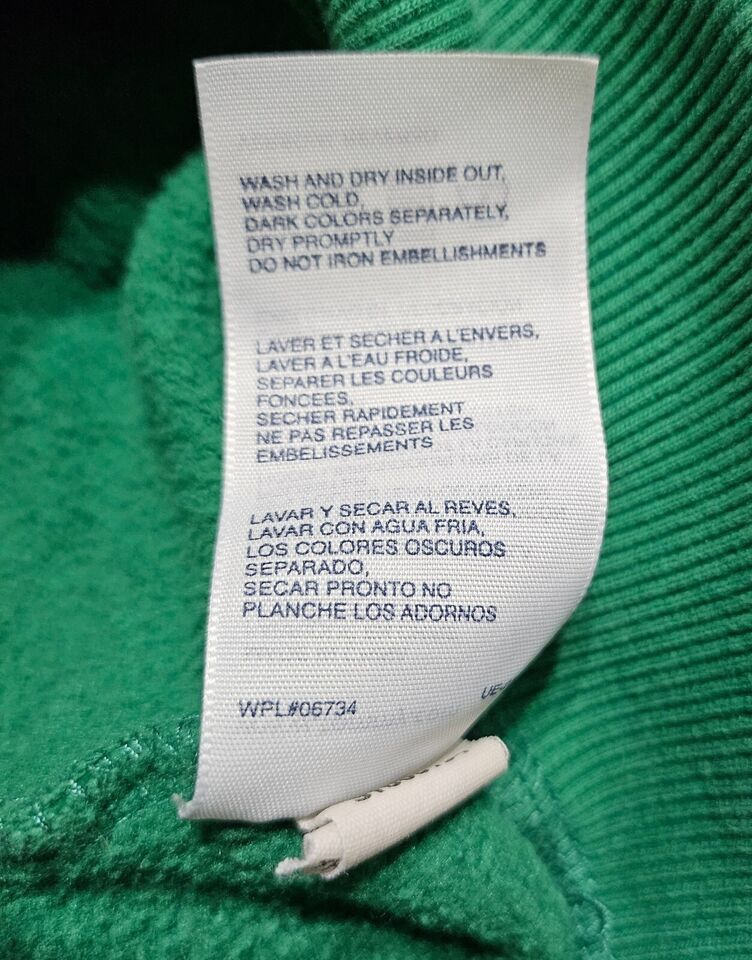 WASH AND DRY INSIDE OUT,
WASH COLD,
DARK COLORS SEPARATELY,
DRY PROMPTLY
DO NOT IRON EMBELLISHMENTS
LAVER ET SECHER A L'ENVERS,
LAVER A L'EAU FROIDE,
SEPARER LES COULEURS
FONCEES,
SECHER RAPIDEMENT
NE PAS REPASSER LES
EMBELISSEMENTS
LAVAR Y SECAR AL REVES,
LAVAR CON AGUA FRIA,
LOS COLORES OSCUROS
SEPARADO,
SECAR PRONTO NO
PLANCHE LOS ADORNOS
WPL#06734